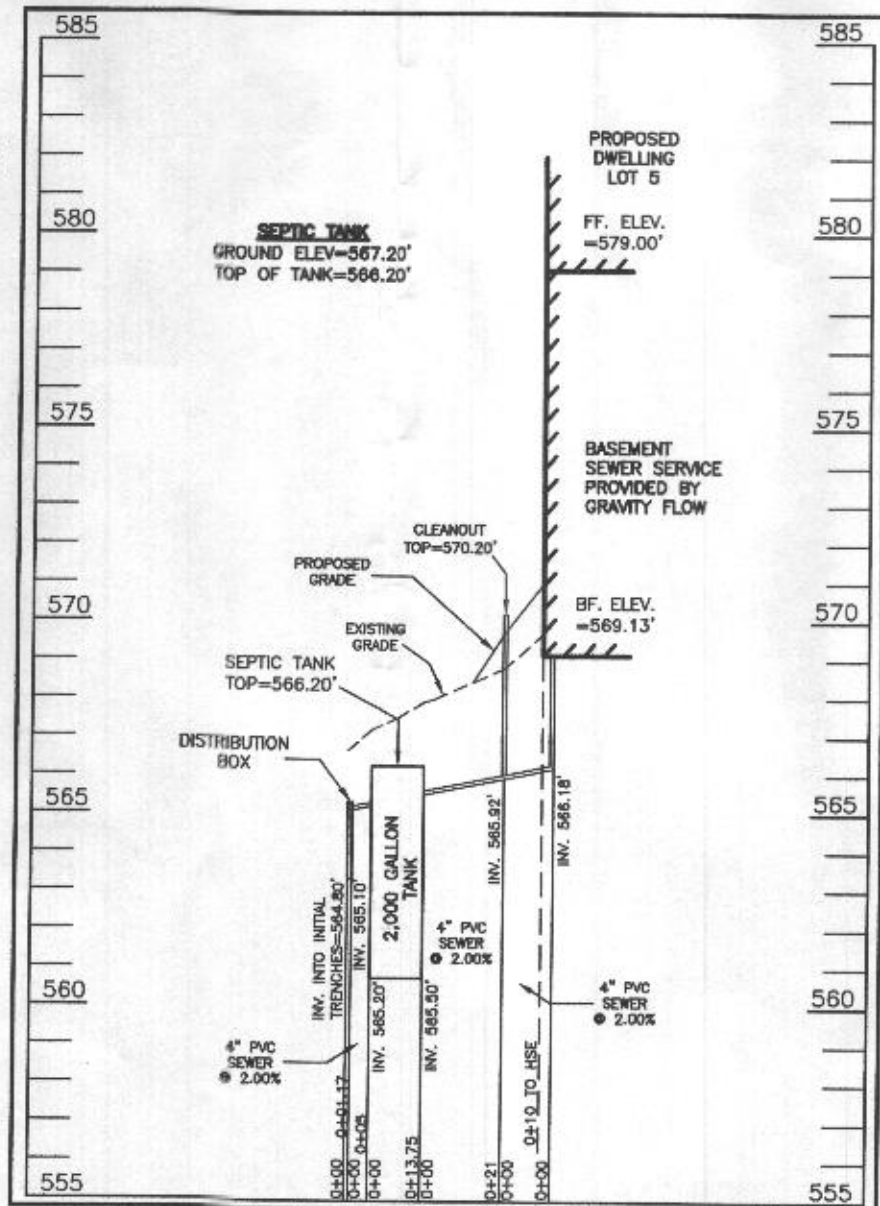 585
585
PROPOSED
DWELLING
LOT 5
580
580
SEPTIC TANK
GROUND ELEV=567.20'
TOP OF TANK=566.20'
FF. ELEV.
=579.00'
575
575
BASEMENT
SEWER SERVICE
PROVIDED BY
GRAVITY FLOW
CLEANOUT
TOP=570.20'
PROPOSED
GRADE
570
570
BF. ELEV.
=569.13'
EXISTING
GRADE
SEPTIC TANK
TOP=566.20'
DISTRIBUTION
BOX
565
565
INV. INTO INITIAL
TRENCHES=564.80'
INV. 565.10'
INV. 565.20'
2,000 GALLON
TANK
INV. 565.50'
4" PVC
SEWER
@ 2.00%
INV. 565.92'
INV. 566.18'
560
560
4" PVC
SEWER
@ 2.00%
4" PVC
SEWER
@ 2.00%
0+10 TO HSE
555
555
0+00
0+01.17
0+00
0+05
0+00
0+13.75
0+00
0+21
0+00
0+00